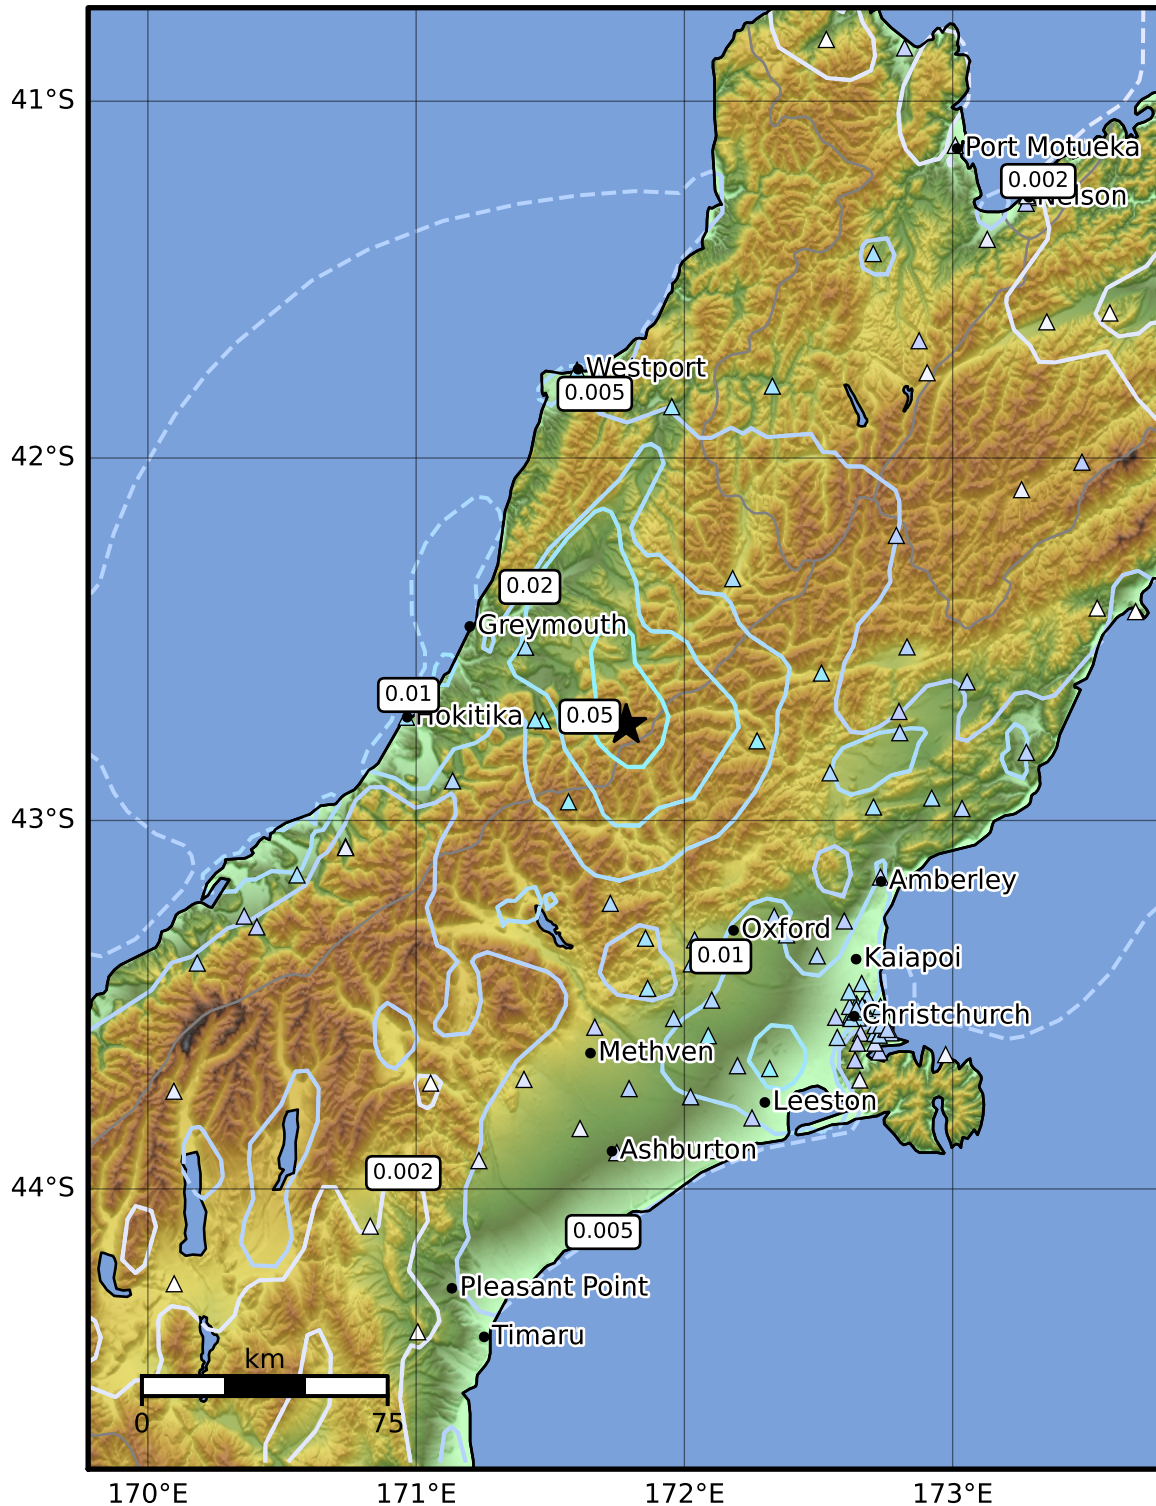 41°S
Port Motueka
0.002
Nelson
Westport
0.005
42°S
0.02
Greymouth
0.01
Hokitika
0.05
43°S
Amberley
Oxford
0.01
Kaiapoi
Christchurch
Methven
Leeston
Ashburton
0.002
44°S
0.005
Pleasant Point
Timaru
km
0
75
170°E
171°E
172°E
173°E